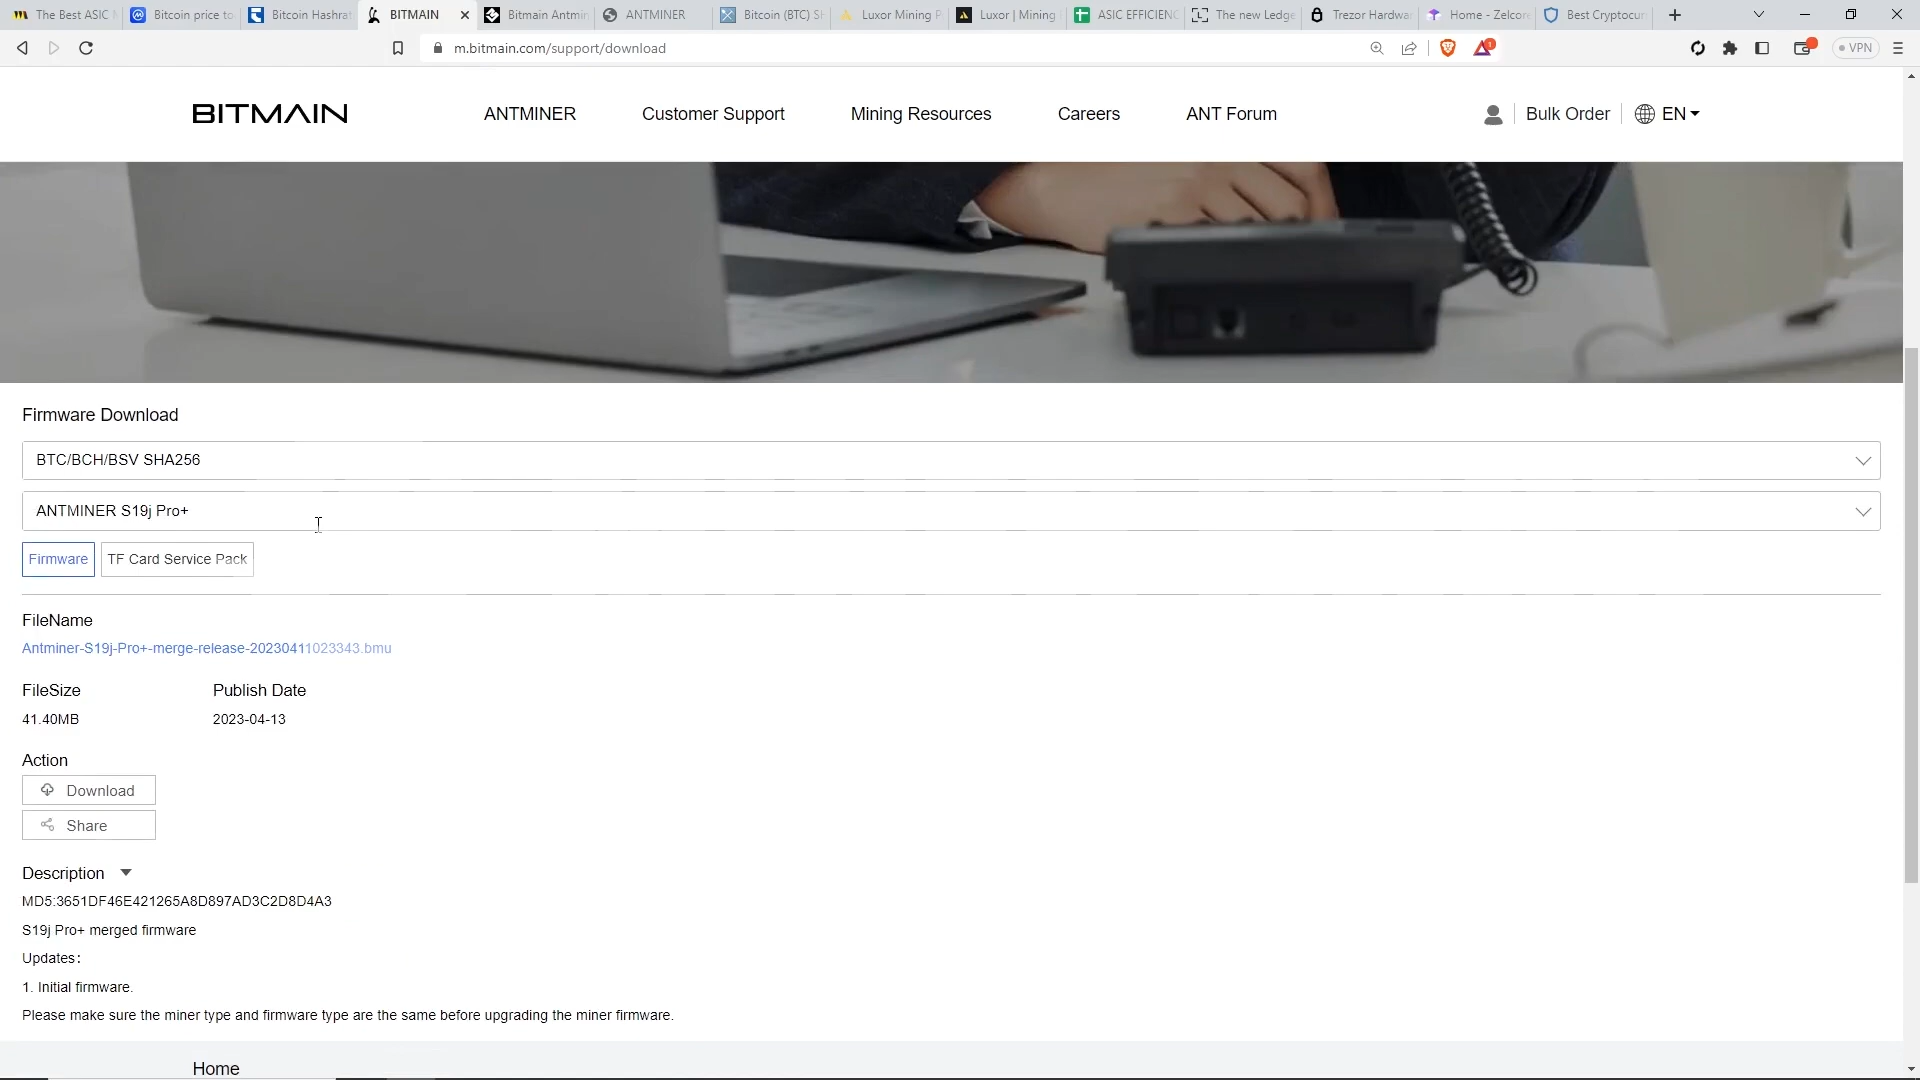 The Best ASIC
Bitcoin price to
Bitcoin Hashrat
BITMAIN
Bitmain Antmin
ANTMINER
Bitcoin (BTC) S
Luxor Mining P
Luxor | Mining
ASIC EFFICIENC
The new Ledge
Trezor Hardwa
Home - Zelcore
Best Cryptocur
m.bitmain.com/support/download
1
VPN
BITMAIN
ANTMINER
Customer Support
Mining Resources
Careers
ANT Forum
Bulk Order
EN
Firmware Download
BTC/BCH/BSV SHA256
ANTMINER S19j Pro+
Firmware
TF Card Service Pack
FileName
Antminer-S19j-Pro+-merge-release-20230411023343.bmu
FileSize
Publish Date
41.40MB
2023-04-13
Action
Download
Share
Description
MD5:3651DF46E421265A8D897AD3C2D8D4A3
S19j Pro+ merged firmware
Updates:
1. Initial firmware.
Please make sure the miner type and firmware type are the same before upgrading the miner firmware.
Home